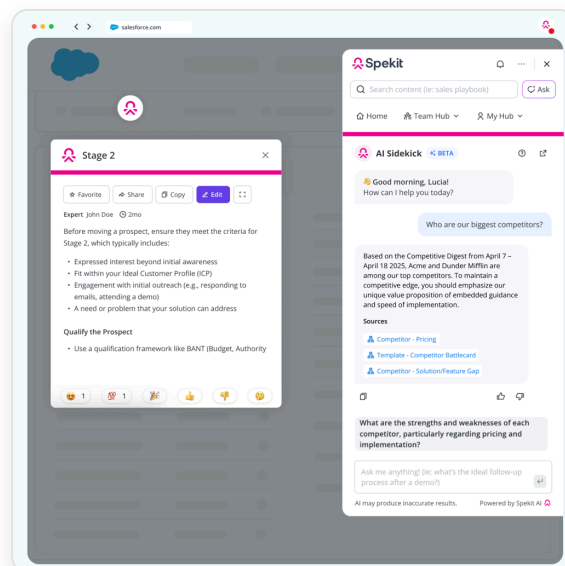 salesforce.com
Stage 2
Favorite
Share
Copy
Edit
Expert John Doe 2mo
Before moving a prospect, ensure they meet the criteria for
Stage 2, which typically includes:
• Expressed interest beyond initial awareness
• Fit within your Ideal Customer Profile (ICP)
• Engagement with initial outreach (e.g., responding to
emails, attending a demo)
• A need or problem that your solution can address
Qualify the Prospect
• Use a qualification framework like BANT (Budget, Authority
😍 1
💯 1
🎉
👍
👎
🤔
Spekit
Search content (ie: sales playbook)
Ask
Home
Team Hub
My Hub
AI Sidekick
BETA
👋 Good morning, Lucia!
How can I help you today?
Who are our biggest competitors?
Based on the Competitive Digest from April 7 –
April 18 2025, Acme and Dunder Mifflin are
among our top competitors. To maintain a
competitive edge, you should emphasize our
unique value proposition of embedded guidance
and speed of implementation.
Sources
Competitor - Pricing
Template - Competitor Battlecard
Competitor - Solution/Feature Gap
What are the strengths and weaknesses of each
competitor, particularly regarding pricing and
implementation?
Ask me anything! (ie: what's the ideal follow-up
process after a demo?)
AI may produce inaccurate results.
Powered by Spekit AI